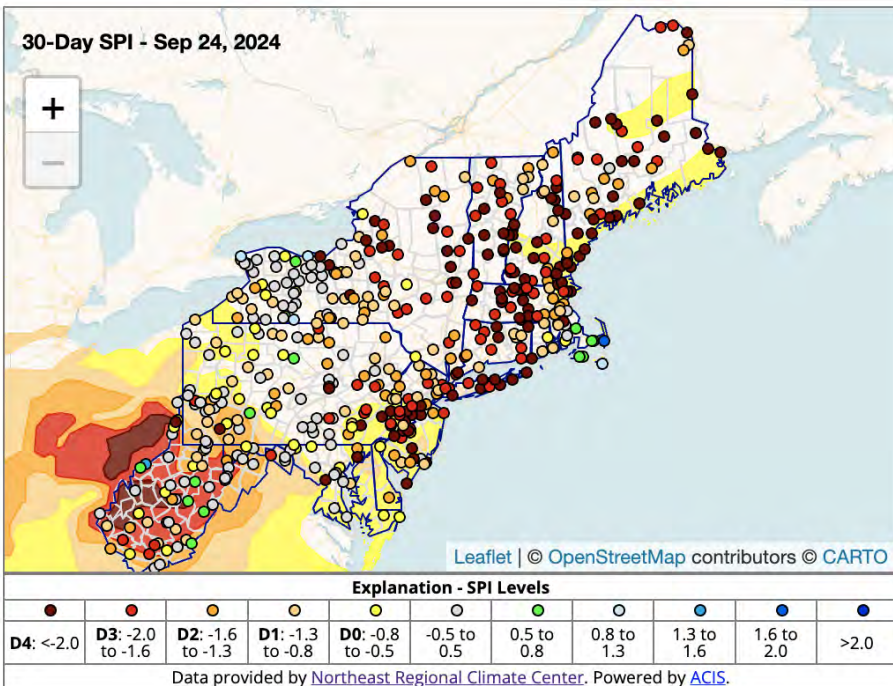 30-Day SPI - Sep 24, 2024
+
−
Leaflet | © OpenStreetMap contributors © CARTO
Explanation - SPI Levels
D4: <-2.0
D3: -2.0 to -1.6
D2: -1.6 to -1.3
D1: -1.3 to -0.8
D0: -0.8 to -0.5
-0.5 to 0.5
0.5 to 0.8
0.8 to 1.3
1.3 to 1.6
1.6 to 2.0
>2.0
Data provided by Northeast Regional Climate Center. Powered by ACIS.